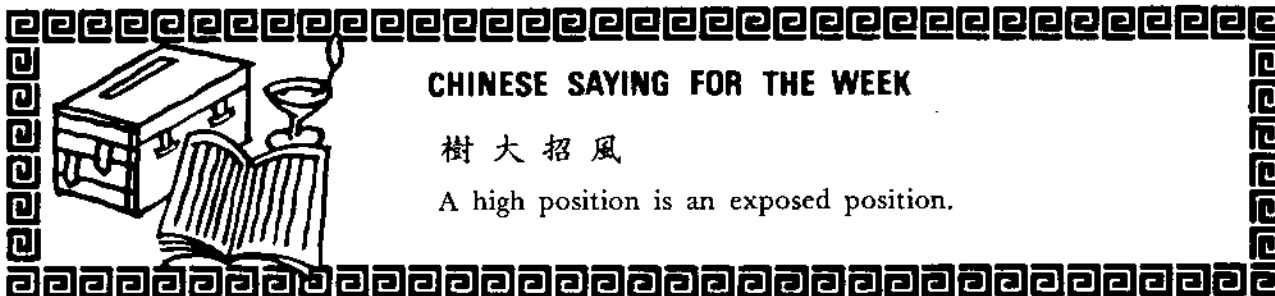 CHINESE SAYING FOR THE WEEK
樹大招風
A high position is an exposed position.